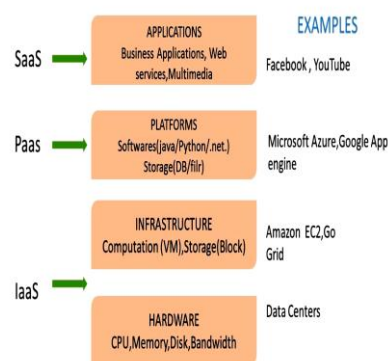 EXAMPLES
SaaS
APPLICATIONS
Business Applications, Web
services,Multimedia
Facebook , YouTube
Paas
PLATFORMS
Softwares(java/Python/.net.)
Storage(DB/filr)
Microsoft Azure,Google App
engine
IaaS
INFRASTRUCTURE
Computation (VM),Storage(Block)
Amazon EC2,Go
Grid
HARDWARE
CPU,Memory,Disk,Bandwidth
Data Centers